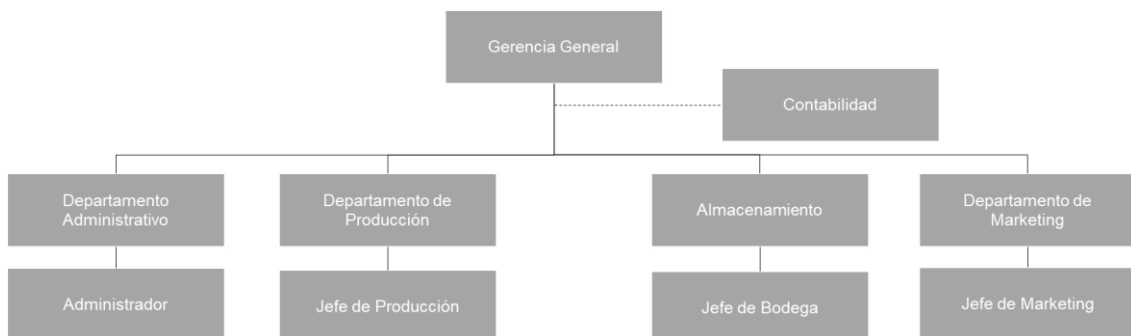 Gerencia General
Contabilidad
Departamento
Administrativo
Departamento de
Producción
Almacenamiento
Departamento de
Marketing
Administrador
Jefe de Producción
Jefe de Bodega
Jefe de Marketing